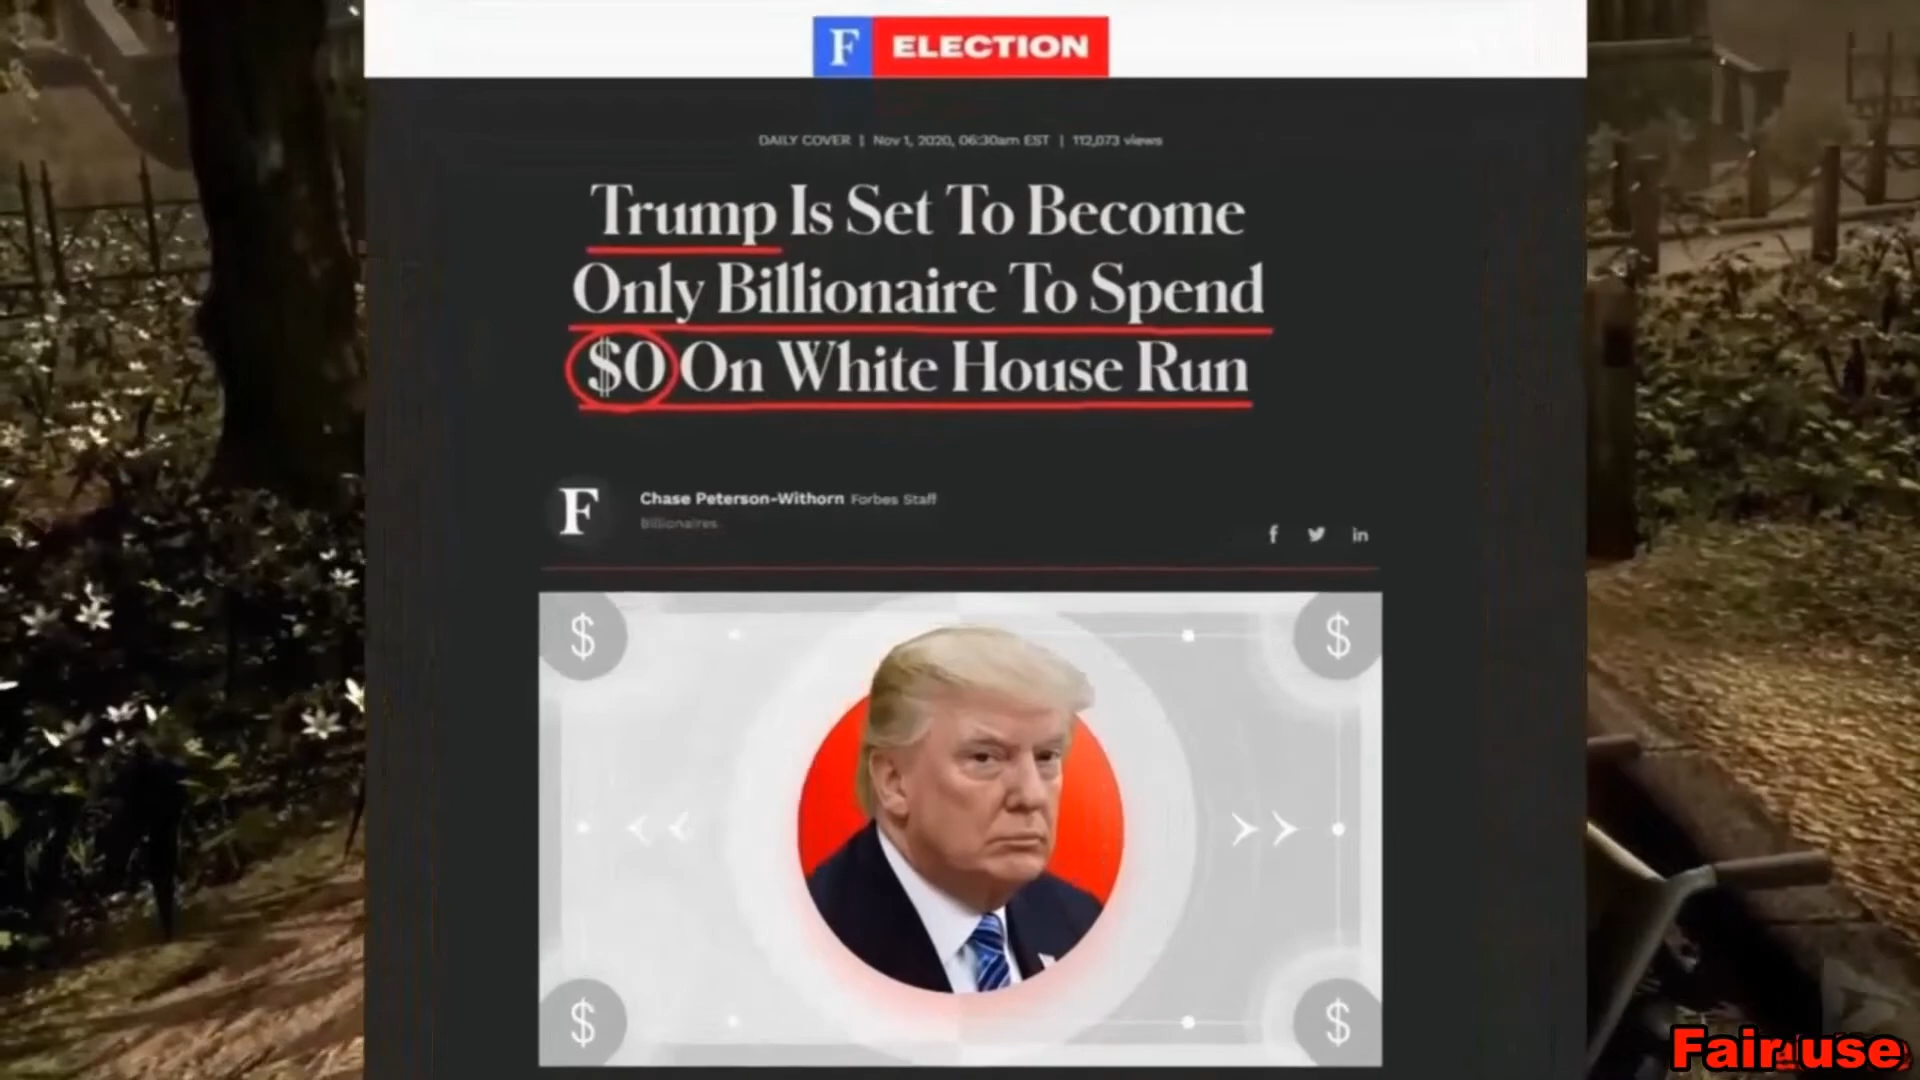 F ELECTION
DAILY COVER | Nov 1, 2020, 06:30am EST | 112,073 views
Trump Is Set To Become
Only Billionaire To Spend
$0 On White House Run
F
Chase Peterson-Withorn Forbes Staff
Billionaires
f in
$ $
$ $
Fair use